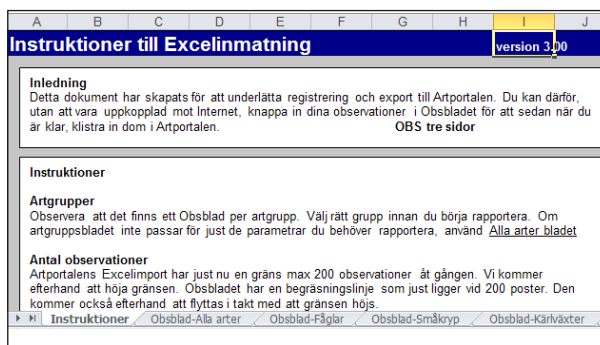 A B C D E F G H I J
Instruktioner till Excelinmatning version 3.00
Inledning
Detta dokument har skapats för att underlätta registrering och export till Artportalen. Du kan därför,
utan att vara uppkopplad mot Internet, knappa in dina observationer i Obsbladet för att sedan när du
är klar, klistra in dom i Artportalen. OBS tre sidor
Instruktioner
Artgrupper
Observera att det finns ett Obsblad per artgrupp. Välj rätt grupp innan du börja rapportera. Om
artgruppsbladet inte passar för just de parametrar du behöver rapportera, använd Alla arter bladet
Antal observationer
Artportalens Excelimport har just nu en gräns max 200 observationer åt gången. Vi kommer
efterhand att höja gränsen. Obsbladet har en begräsningslinje som just ligger vid 200 poster. Den
kommer också efterhand att flyttas i takt med att gränsen höjs.
Instruktioner Obsblad-Alla arter Obsblad-Fåglar Obsblad-Småkryp Obsblad-Kärlväxter